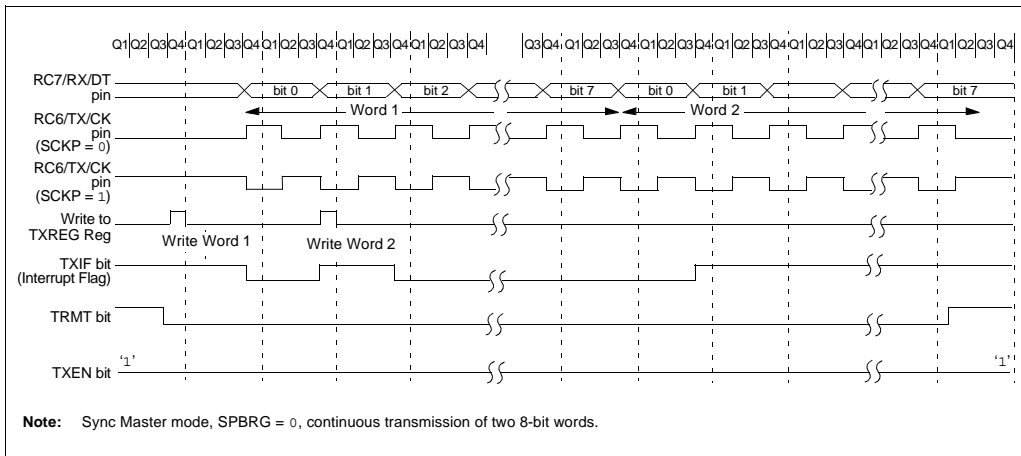 Q1 Q2 Q3 Q4 Q1 Q2 Q3 Q4 Q1 Q2 Q3 Q4 Q1 Q2 Q3 Q4 Q1 Q2 Q3 Q4 Q3 Q4 Q1 Q2 Q3 Q4 Q1 Q2 Q3 Q4 Q1 Q2 Q3 Q4 Q1 Q2 Q3 Q4 Q1 Q2 Q3 Q4
RC7/RX/DT
pin
bit 0 bit 1 bit 2 bit 7 bit 0 bit 1 bit 7
Word 1 Word 2
RC6/TX/CK
pin
(SCKP = 0)
RC6/TX/CK
pin
(SCKP = 1)
Write to
TXREG Reg
Write Word 1 Write Word 2
TXIF bit
(Interrupt Flag)
TRMT bit
‘1’ ‘1’
TXEN bit
Note: Sync Master mode, SPBRG = 0, continuous transmission of two 8-bit words.